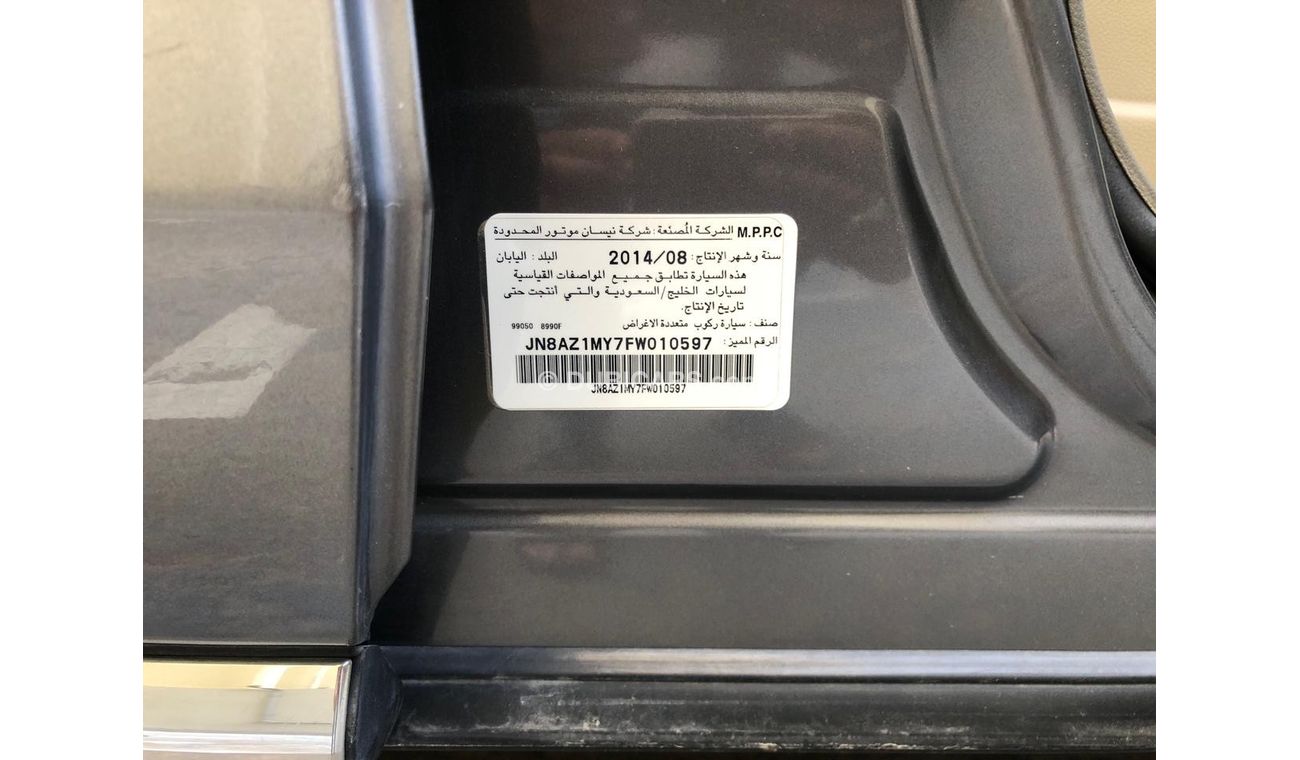 M.P.P.C الشركة المُصنّعة : شركة نيسان موتور المحدودة
سنة وشهر الإنتاج : 2014/08 البلد : اليابان
هذه السيارة تطابق جميع المواصفات القياسية
لسيارات الخليج/السعودية والتي أنتجت حتى
تاريخ الإنتاج.
صنف : سيارة ركوب متعددة الاغراض 99050 8990F
الرقم المميز : JN8AZ1MY7FW010597
JN8AZ1MY7FW010597